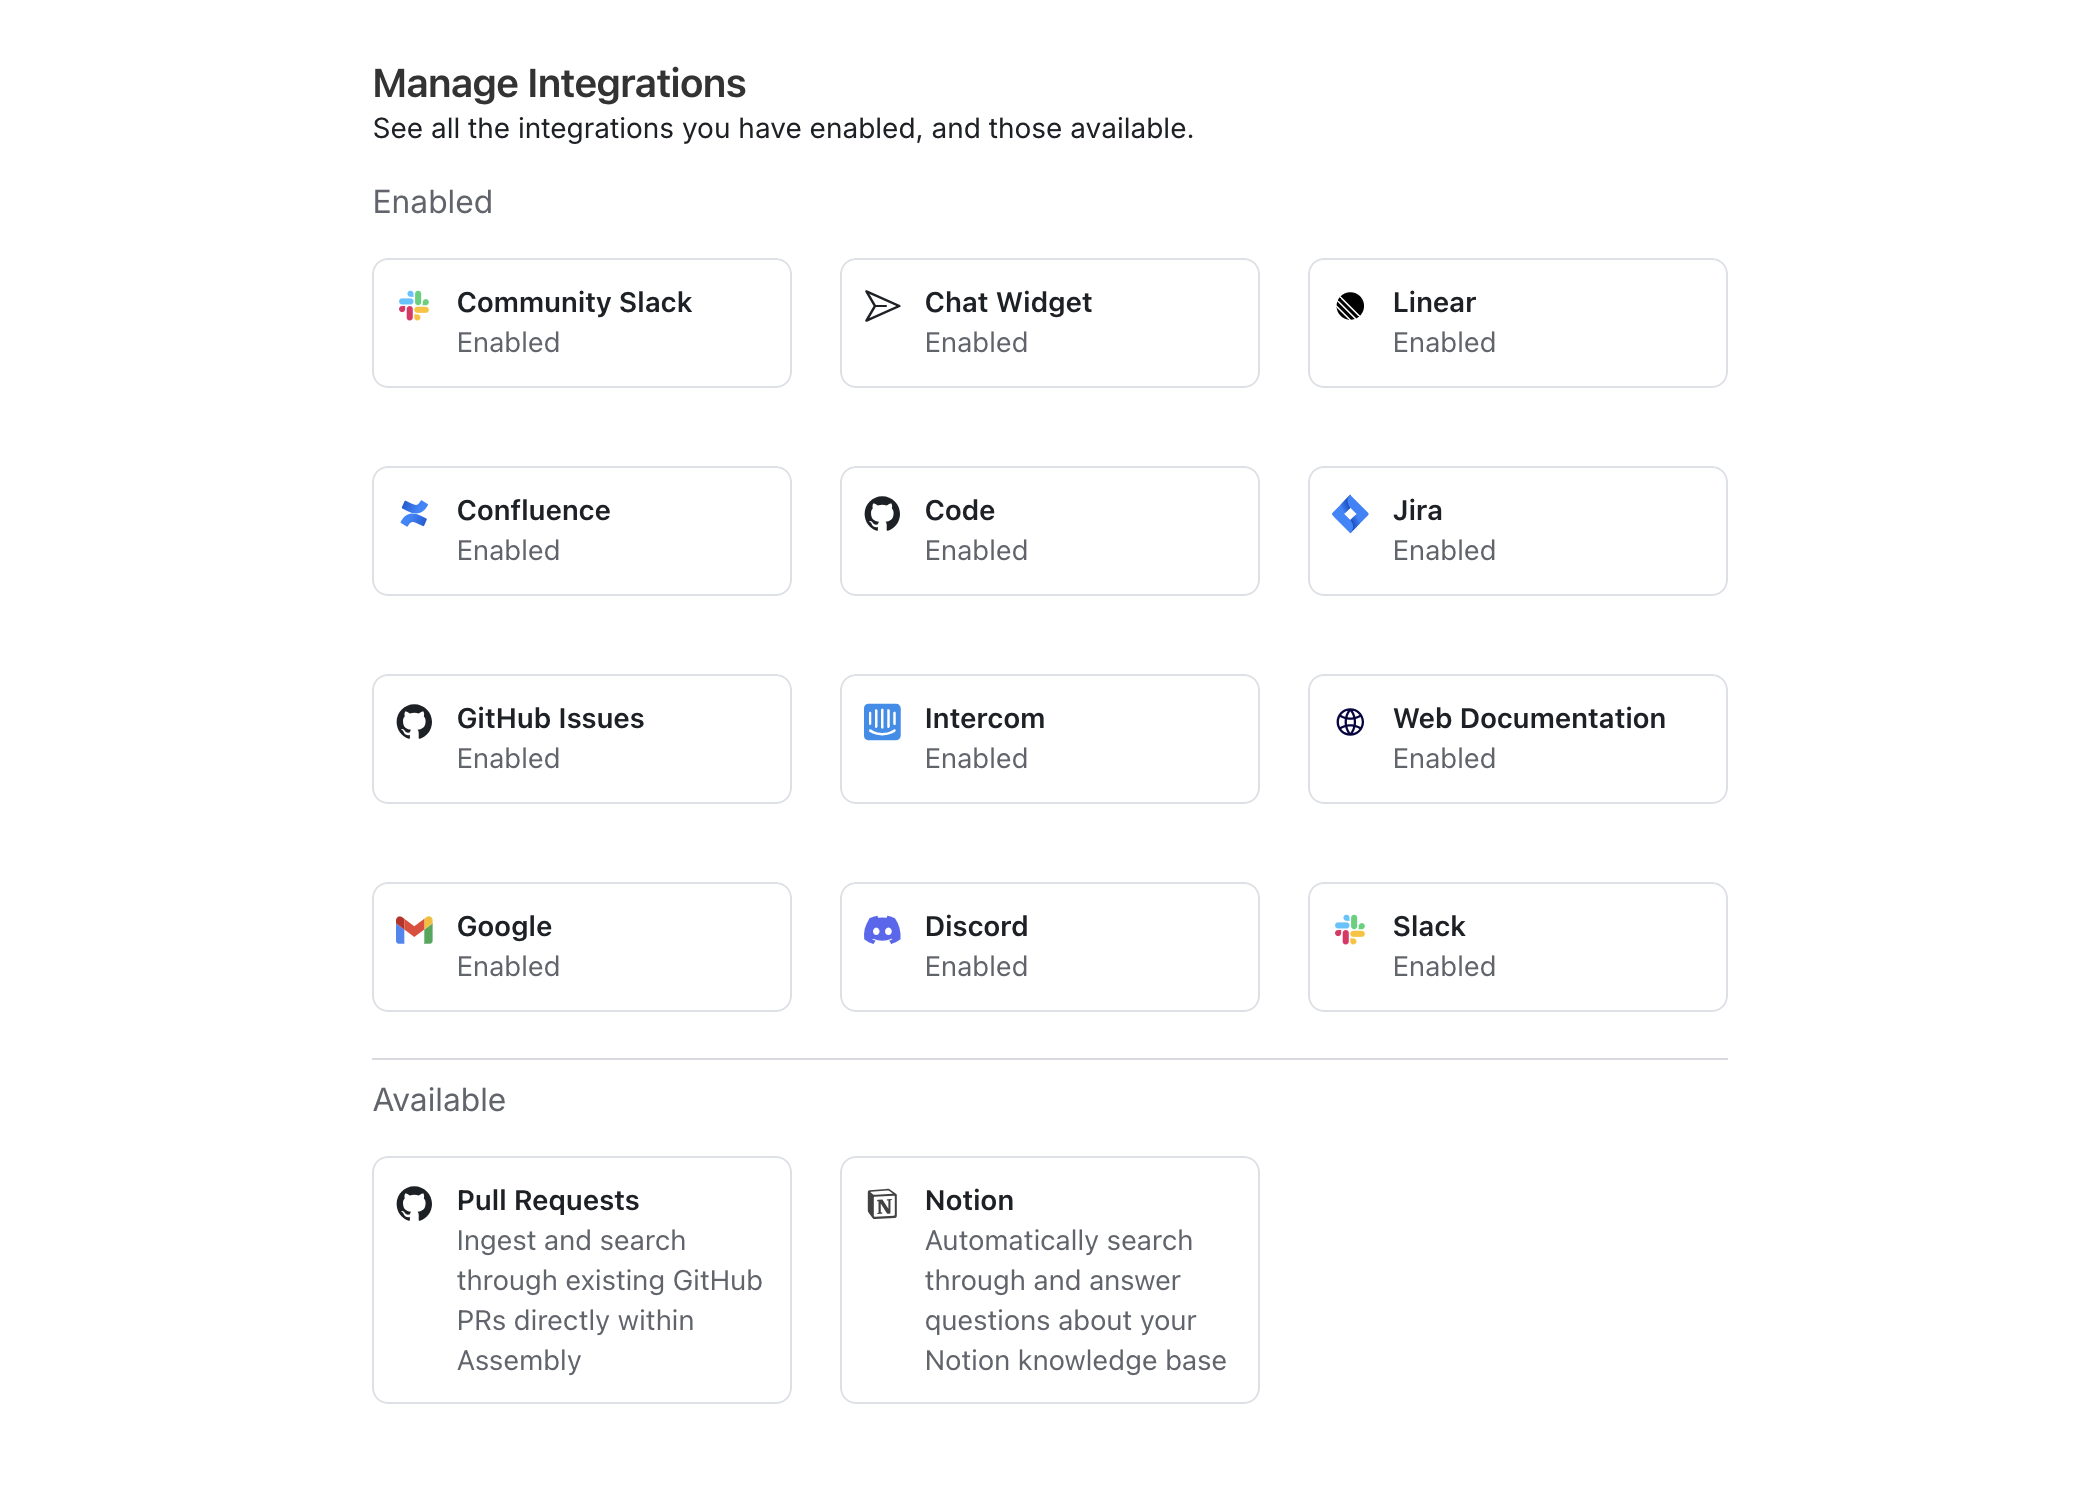 Manage Integrations
See all the integrations you have enabled, and those available.
Enabled
Community Slack
Enabled
Chat Widget
Enabled
Linear
Enabled
Confluence
Enabled
Code
Enabled
Jira
Enabled
GitHub Issues
Enabled
Intercom
Enabled
Web Documentation
Enabled
Google
Enabled
Discord
Enabled
Slack
Enabled
Available
Pull Requests
Ingest and search
through existing GitHub
PRs directly within
Assembly
Notion
Automatically search
through and answer
questions about your
Notion knowledge base